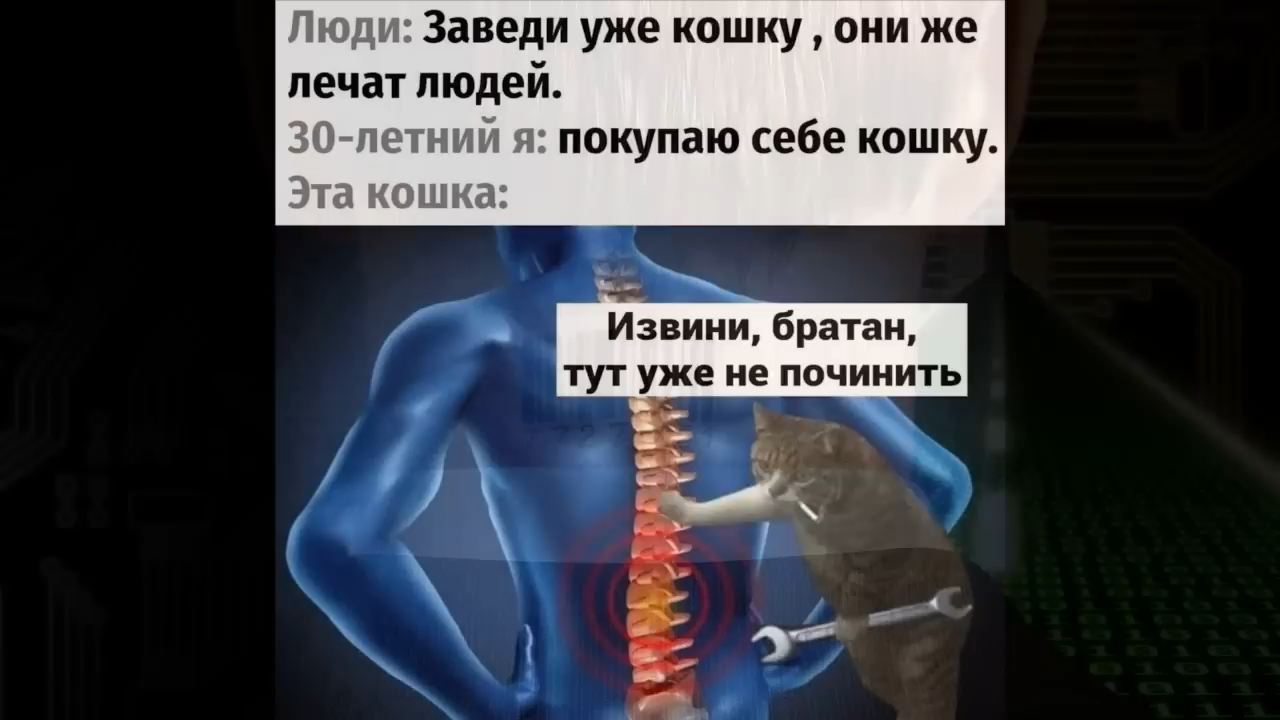 Люди: Заведи уже кошку , они же
лечат людей.
30-летний я: покупаю себе кошку.
Эта кошка:
Извини, братан,
тут уже не починить